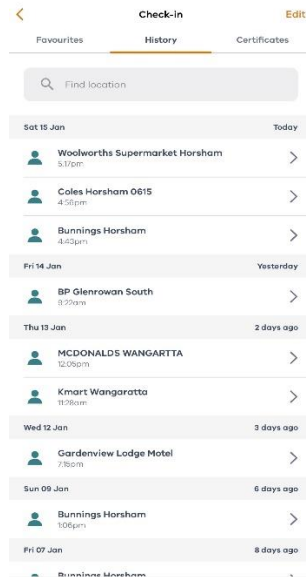 Check-in
Edit
Favourites
History
Certificates
Find location
Sat 15 Jan
Today
Woolworths Supermarket Horsham
5:17pm
Coles Horsham 0615
4:58pm
Bunnings Horsham
4:43pm
Fri 14 Jan
Yesterday
BP Glenrowan South
9:22am
Thu 13 Jan
2 days ago
MCDONALDS WANGARTTA
12:05pm
Kmart Wangaratta
11:28am
Wed 12 Jan
3 days ago
Gardenview Lodge Motel
7:15pm
Sun 09 Jan
6 days ago
Bunnings Horsham
1:06pm
Fri 07 Jan
8 days ago
Bunnings Horsham